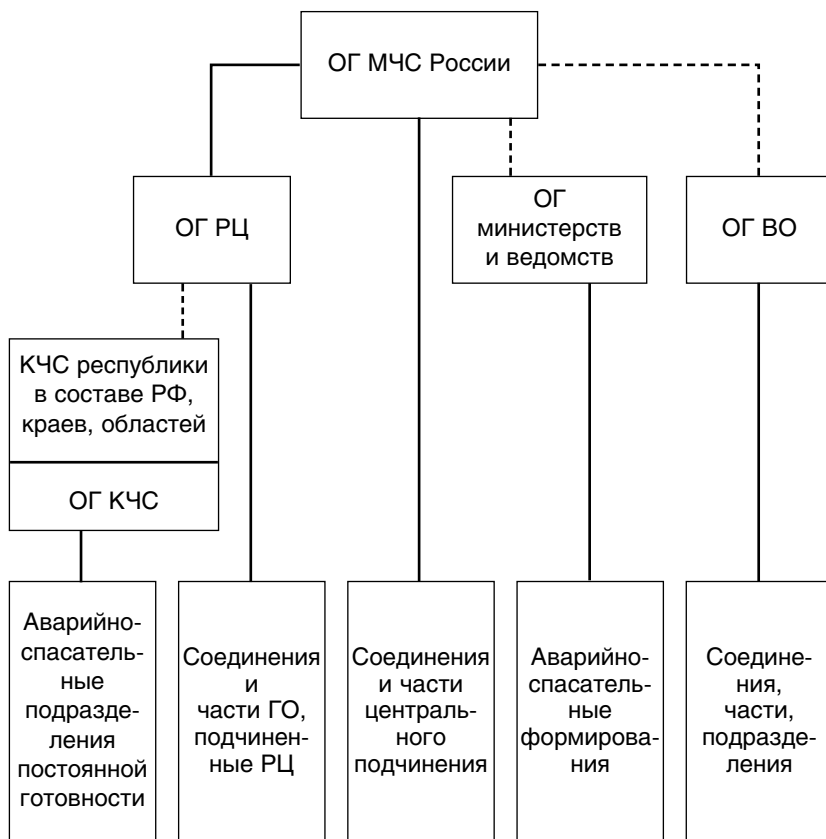 ОГ МЧС России
ОГ РЦ
ОГ
министерств
и ведомств
ОГ ВО
КЧС республики
в составе РФ,
краев, областей
ОГ КЧС
Аварийно-
спасатель-
ные
подразде-
ления
постоянной
готовности
Соединения
и
части ГО,
подчинен-
ные РЦ
Соединения
и части
централь-
ного
подчинения
Аварийно-
спасатель-
ные
формирова-
ния
Соедине-
ния,
части,
подразде-
ления